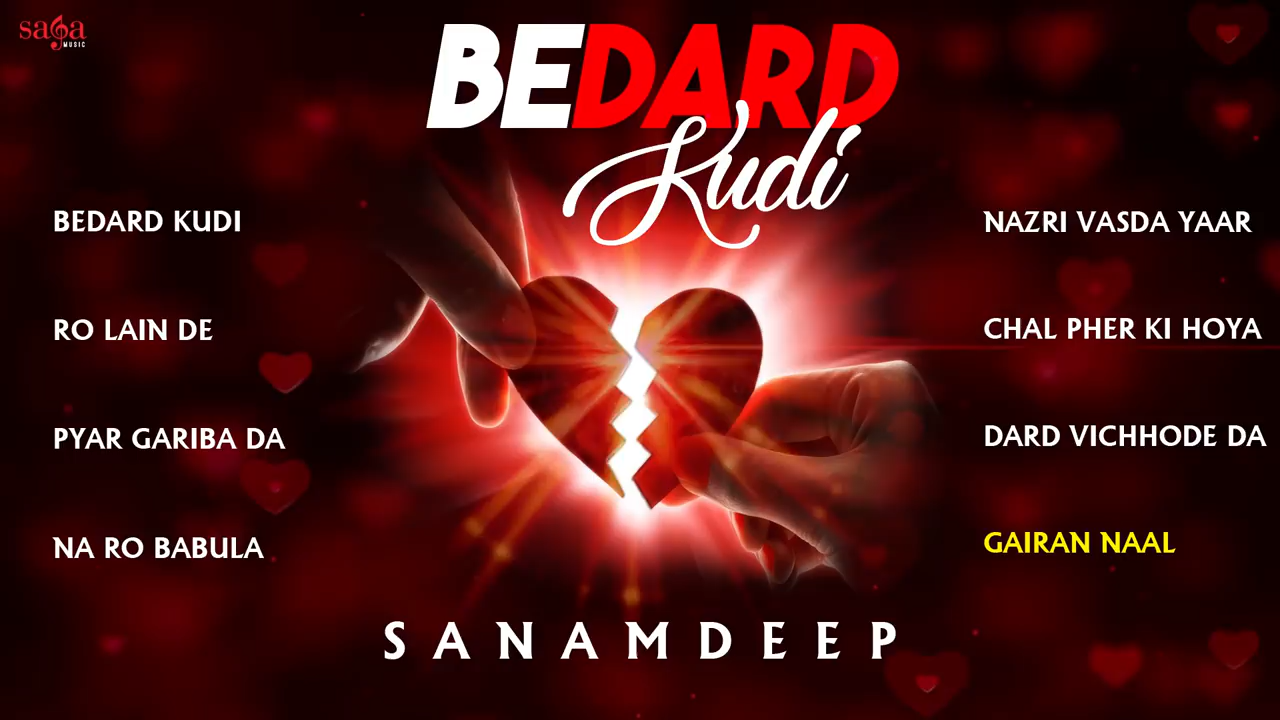 saga
MUSIC
BEDARD
Kudi
BEDARD KUDI
RO LAIN DE
PYAR GARIBA DA
NA RO BABULA
NAZRI VASDA YAAR
CHAL PHER KI HOYA
DARD VICHHODE DA
GAIRAN NAAL
SANAMDEEP